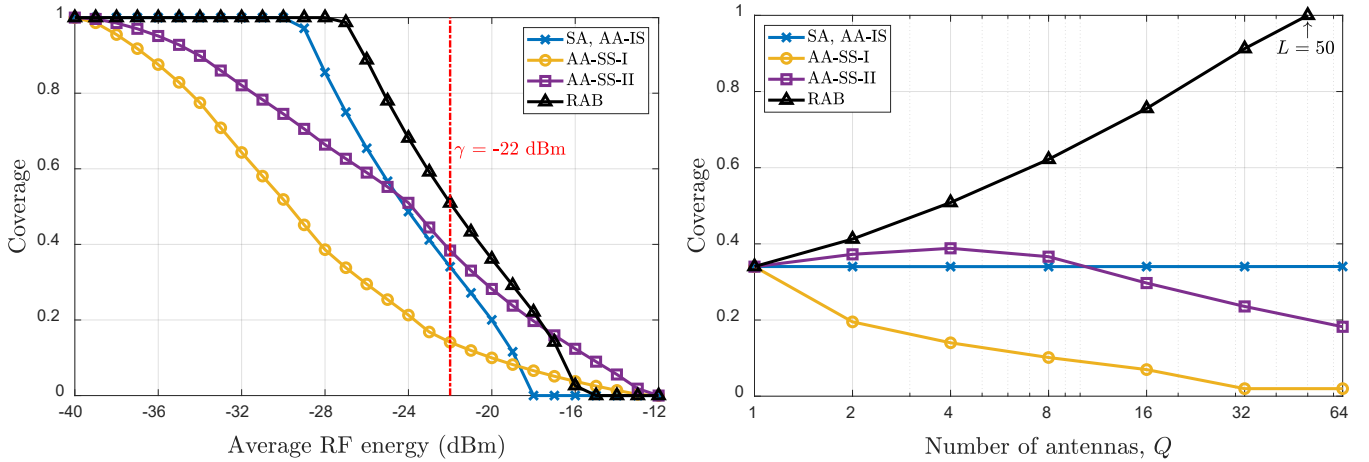 1
0.8
0.6
0.4
0.2
0
Coverage
-40
-36
-32
-28
-24
-20
-16
-12
Average RF energy (dBm)
SA, AA-IS
AA-SS-I
AA-SS-II
RAB
γ = -22 dBm
1
0.8
0.6
0.4
0.2
0
Coverage
1
2
4
8
16
32
64
Number of antennas, Q
SA, AA-IS
AA-SS-I
AA-SS-II
RAB
L = 50